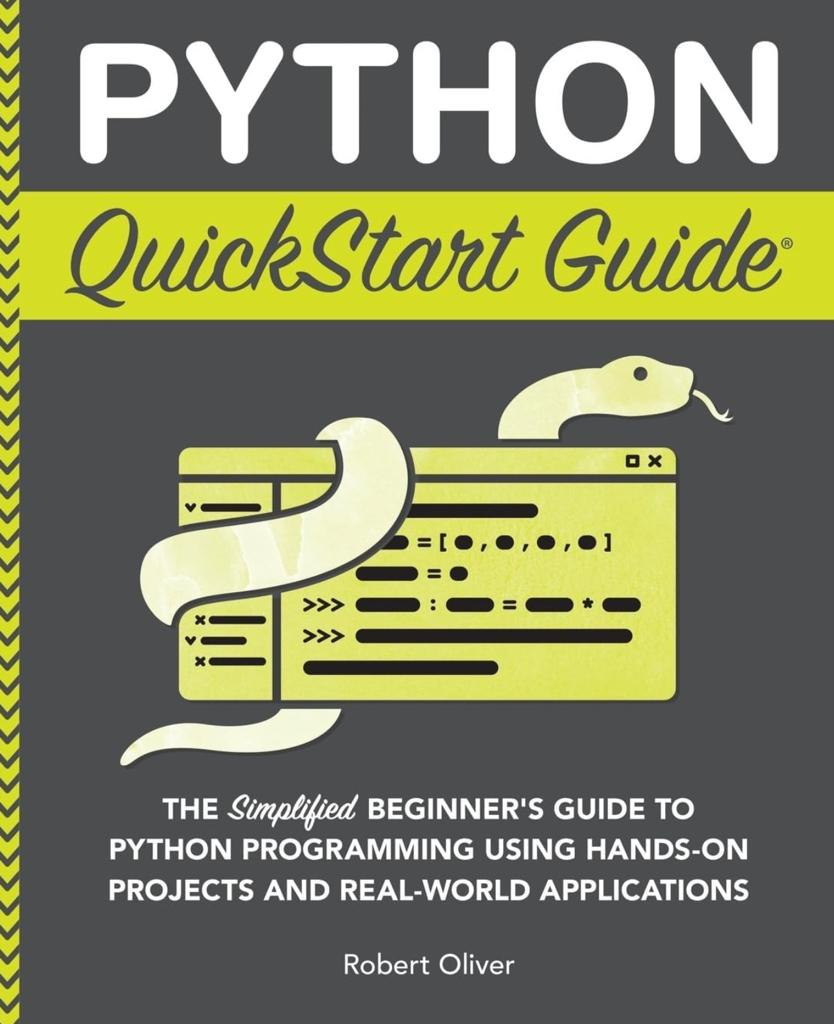 PYTHON
QuickStart Guide®
= [ , , , ]
=
>>> : = *
>>>
THE Simplified BEGINNER'S GUIDE TO
PYTHON PROGRAMMING USING HANDS-ON
PROJECTS AND REAL-WORLD APPLICATIONS
Robert Oliver